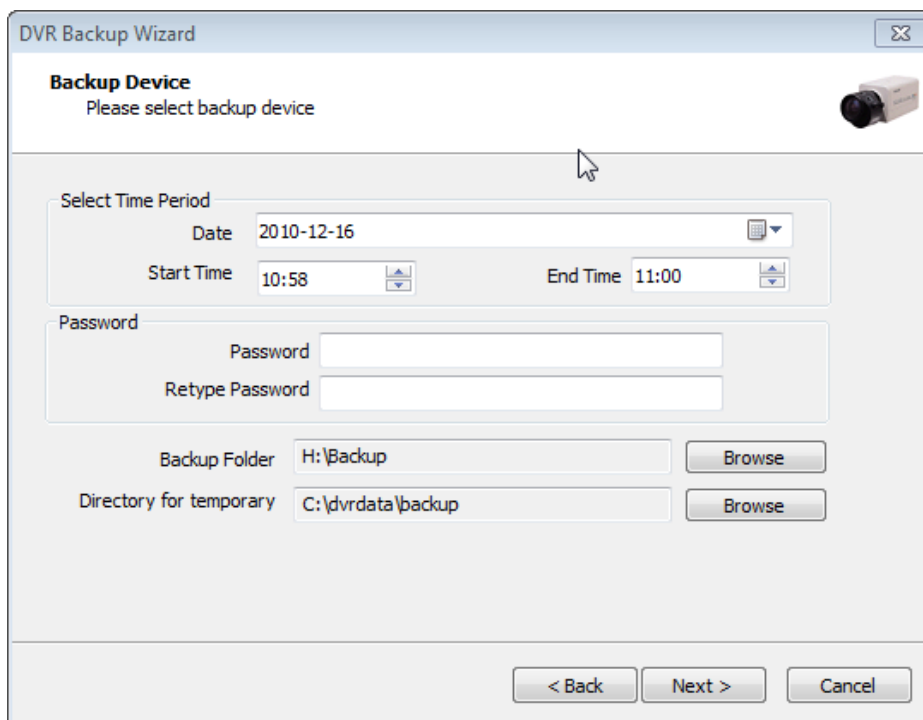 DVR Backup Wizard
Backup Device
Please select backup device
Select Time Period
Date 2010-12-16
Start Time 10:58 End Time 11:00
Password
Password
Retype Password
Backup Folder H:\Backup Browse
Directory for temporary C:\dvrdata\backup Browse
< Back Next > Cancel